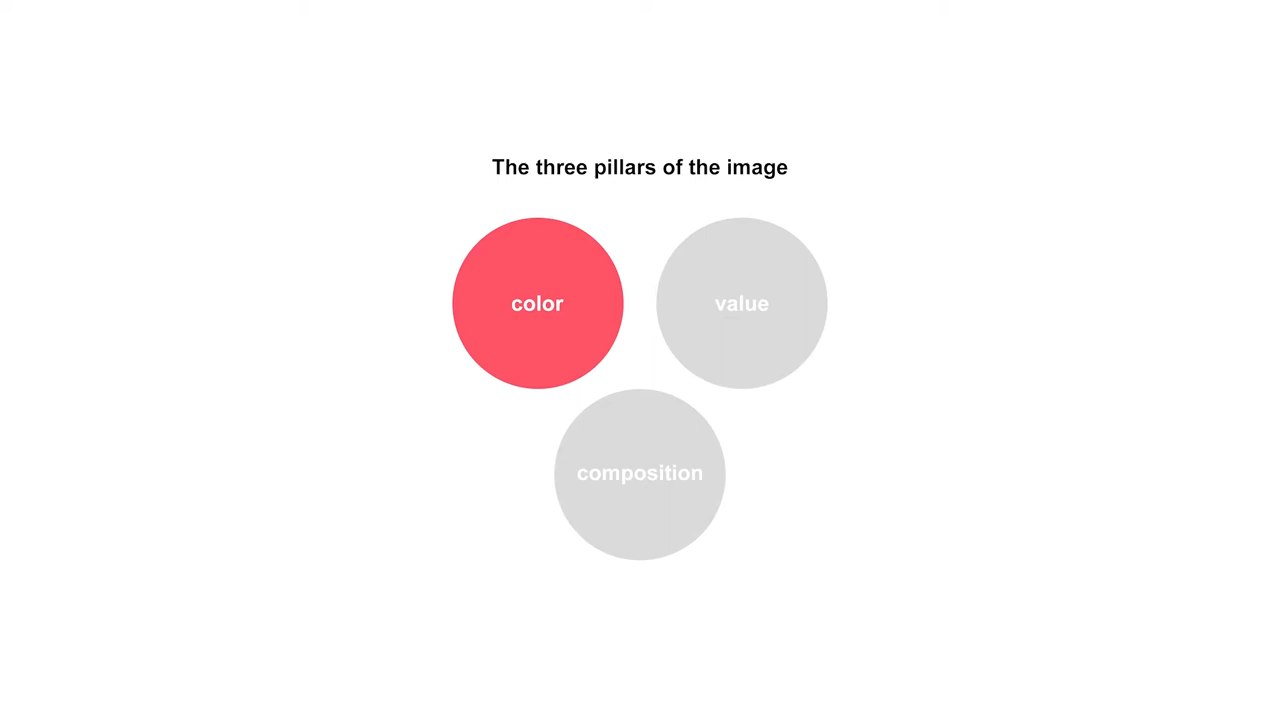 The three pillars of the image
color
value
composition